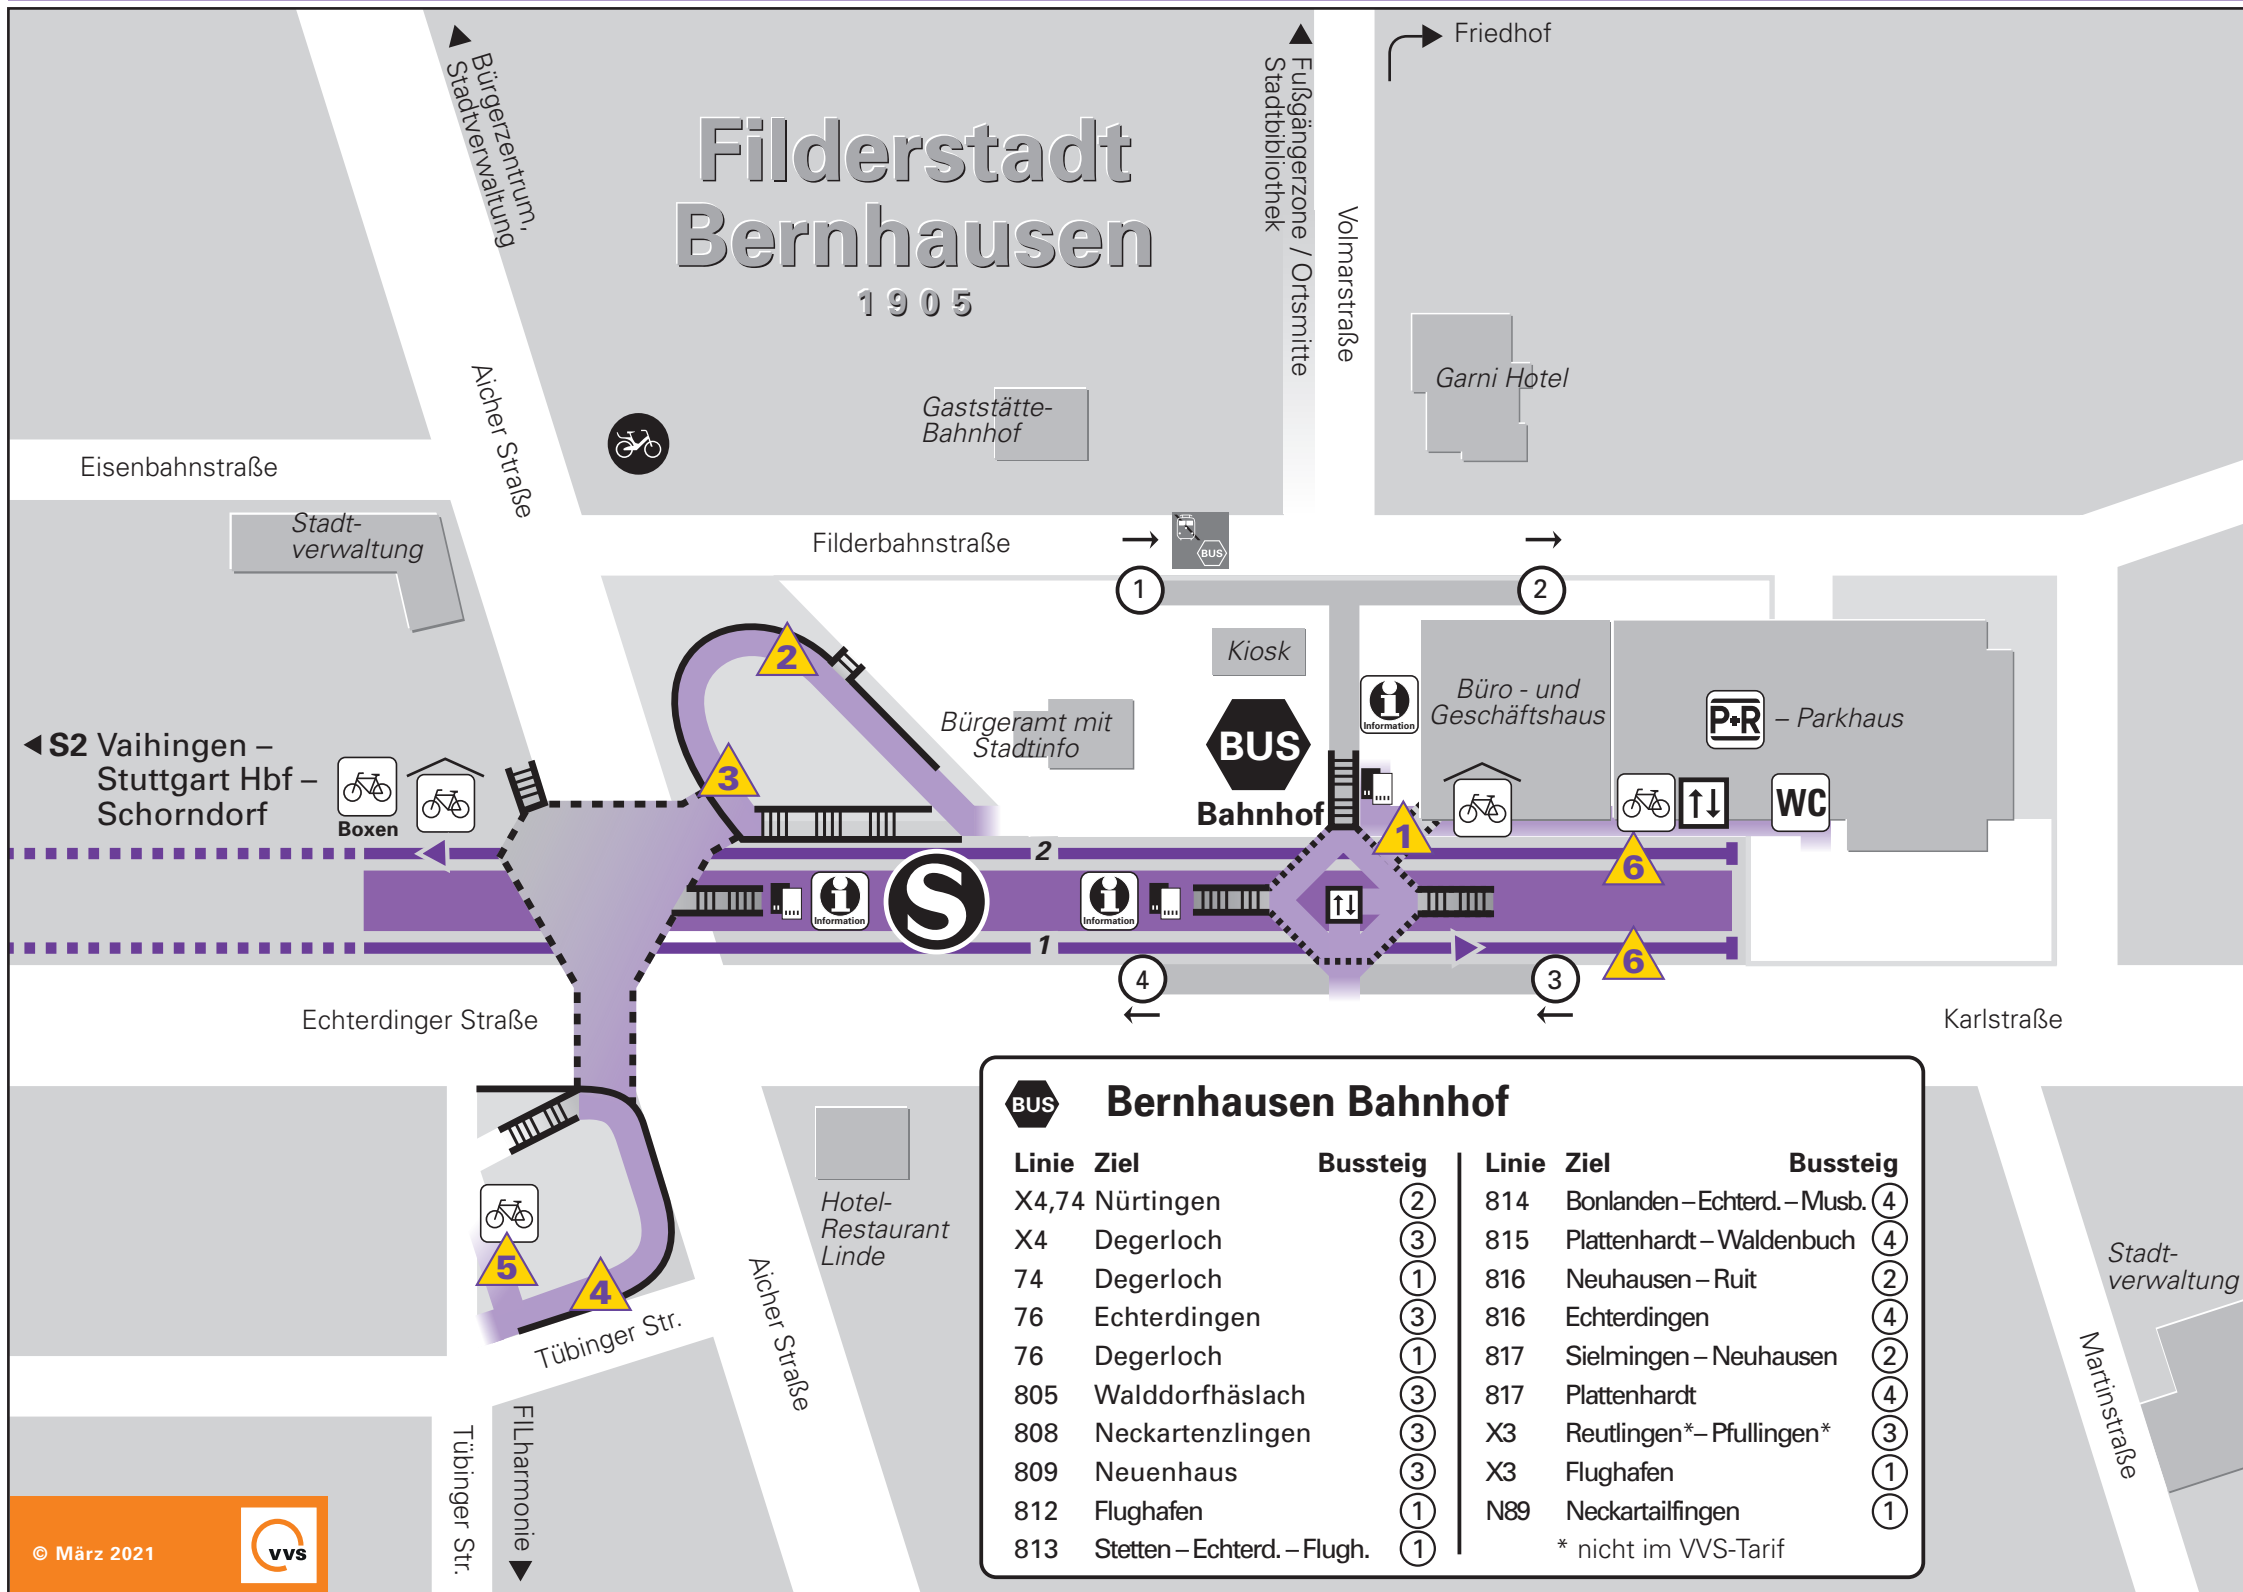 Friedhof
Bürgerzentrum,
Stadtverwaltung
Fußgängerzone / Ortsmitte
Stadtbibliothek
Filderstadt
Bernhausen
1905
Volmarstraße
Garni Hotel
Gaststätte-
Bahnhof
Aicher Straße
Eisenbahnstraße
Stadt-
verwaltung
Filderbahnstraße
BUS
1
2
Kiosk
2
Bürgeramt mit
Stadtinfo
BUS
Bahnhof
Information
Büro - und
Geschäftshaus
P+R – Parkhaus
S2 Vaihingen –
Stuttgart Hbf –
Schorndorf
Boxen
3
1
WC
2
6
Information
S
Information
1
6
4
3
Echterdinger Straße
Karlstraße
Hotel-
Restaurant
Linde
5
4
Tübinger Str.
Aicher Straße
Tübinger Str.
FILharmonie
Stadt-
verwaltung
Martinstraße
BUS Bernhausen Bahnhof
Linie Ziel Bussteig
X4,74 Nürtingen 2
X4 Degerloch 3
74 Degerloch 1
76 Echterdingen 3
76 Degerloch 1
805 Walddorfhäslach 3
808 Neckartenzlingen 3
809 Neuenhaus 3
812 Flughafen 1
813 Stetten – Echterd. – Flugh. 1
Linie Ziel Bussteig
814 Bonlanden – Echterd. – Musb. 4
815 Plattenhardt – Waldenbuch 4
816 Neuhausen – Ruit 2
816 Echterdingen 4
817 Sielmingen – Neuhausen 2
817 Plattenhardt 4
X3 Reutlingen* – Pfullingen* 3
X3 Flughafen 1
N89 Neckartailfingen 1
* nicht im VVS-Tarif
© März 2021
VVS